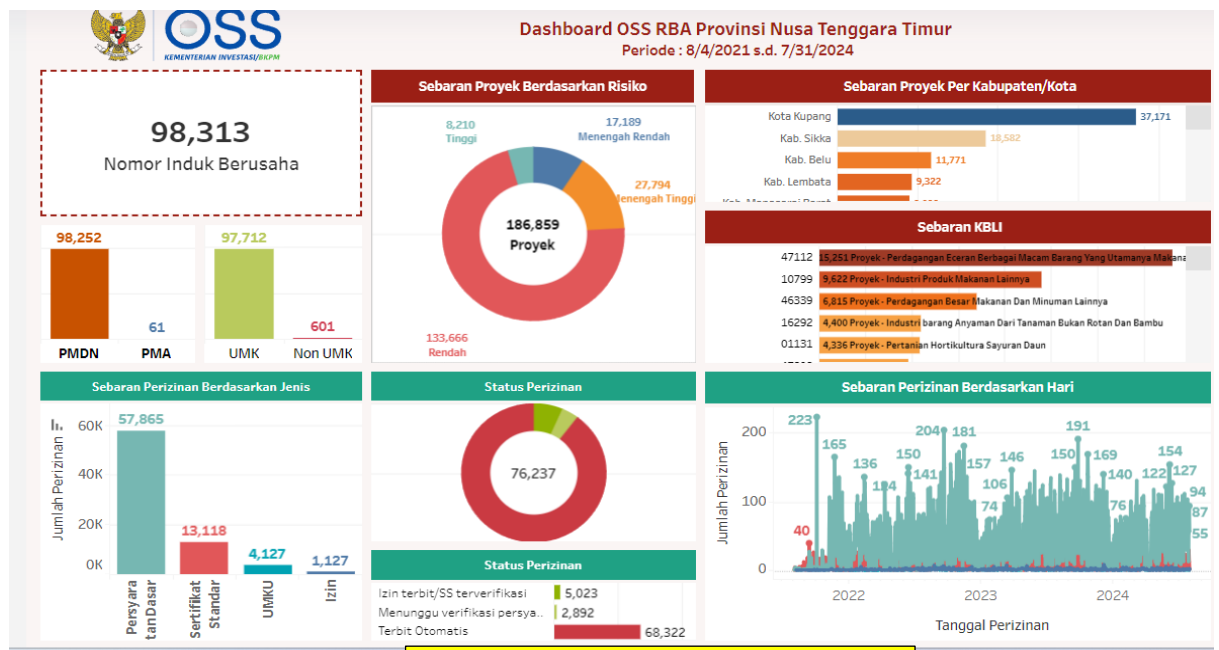 OSS
KEMENTERIAN INVESTASI/BKPM
Dashboard OSS RBA Provinsi Nusa Tenggara Timur
Periode : 8/4/2021 s.d. 7/31/2024
98,313
Nomor Induk Berusaha
98,252
61
PMDN
PMA
97,712
601
UMK
Non UMK
Sebaran Proyek Berdasarkan Risiko
8,210
Tinggi
17,189
Menengah Rendah
27,794
Menengah Tinggi
186,859
Proyek
133,666
Rendah
Sebaran Proyek Per Kabupaten/Kota
Kota Kupang 37,171
Kab. Sikka 18,582
Kab. Belu 11,771
Kab. Lembata 9,322
Sebaran KBLI
47112 15,251 Proyek - Perdagangan Eceran Berbagai Macam Barang Yang Utamanya Makana
10799 9,622 Proyek - Industri Produk Makanan Lainnya
46339 6,815 Proyek - Perdagangan Besar Makanan Dan Minuman Lainnya
16292 4,400 Proyek - Industri barang Anyaman Dari Tanaman Bukan Rotan Dan Bambu
01131 4,336 Proyek - Pertanian Hortikultura Sayuran Daun
Sebaran Perizinan Berdasarkan Jenis
Jumlah Perizinan
60K
40K
20K
0K
57,865
13,118
4,127
1,127
Persyara
tanDasar
Sertifikat
Standar
UMKU
Izin
Status Perizinan
76,237
Status Perizinan
Izin terbit/SS terverifikasi 5,023
Menunggu verifikasi persya.. 2,892
Terbit Otomatis 68,322
Sebaran Perizinan Berdasarkan Hari
Jumlah Perizinan
200
100
0
223
165
136
124
150
141
204
181
157
74
106
146
150
191
169
140
76
122
154
127
94
87
55
40
2022
2023
2024
Tanggal Perizinan